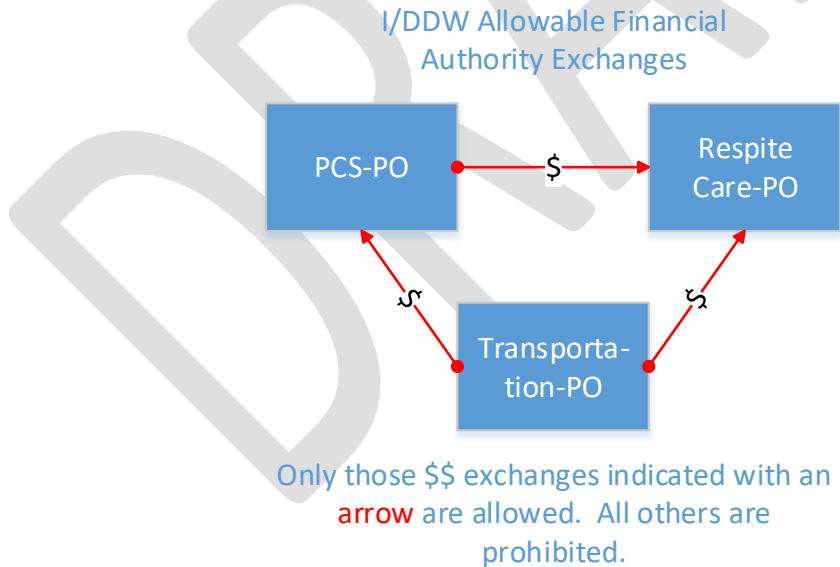 I/DDW Allowable Financial
Authority Exchanges
PCS-PO
$
Respite
Care-PO
$
$
Transporta-
tion-PO
Only those $$ exchanges indicated with an
arrow are allowed.  All others are
prohibited.
DRA